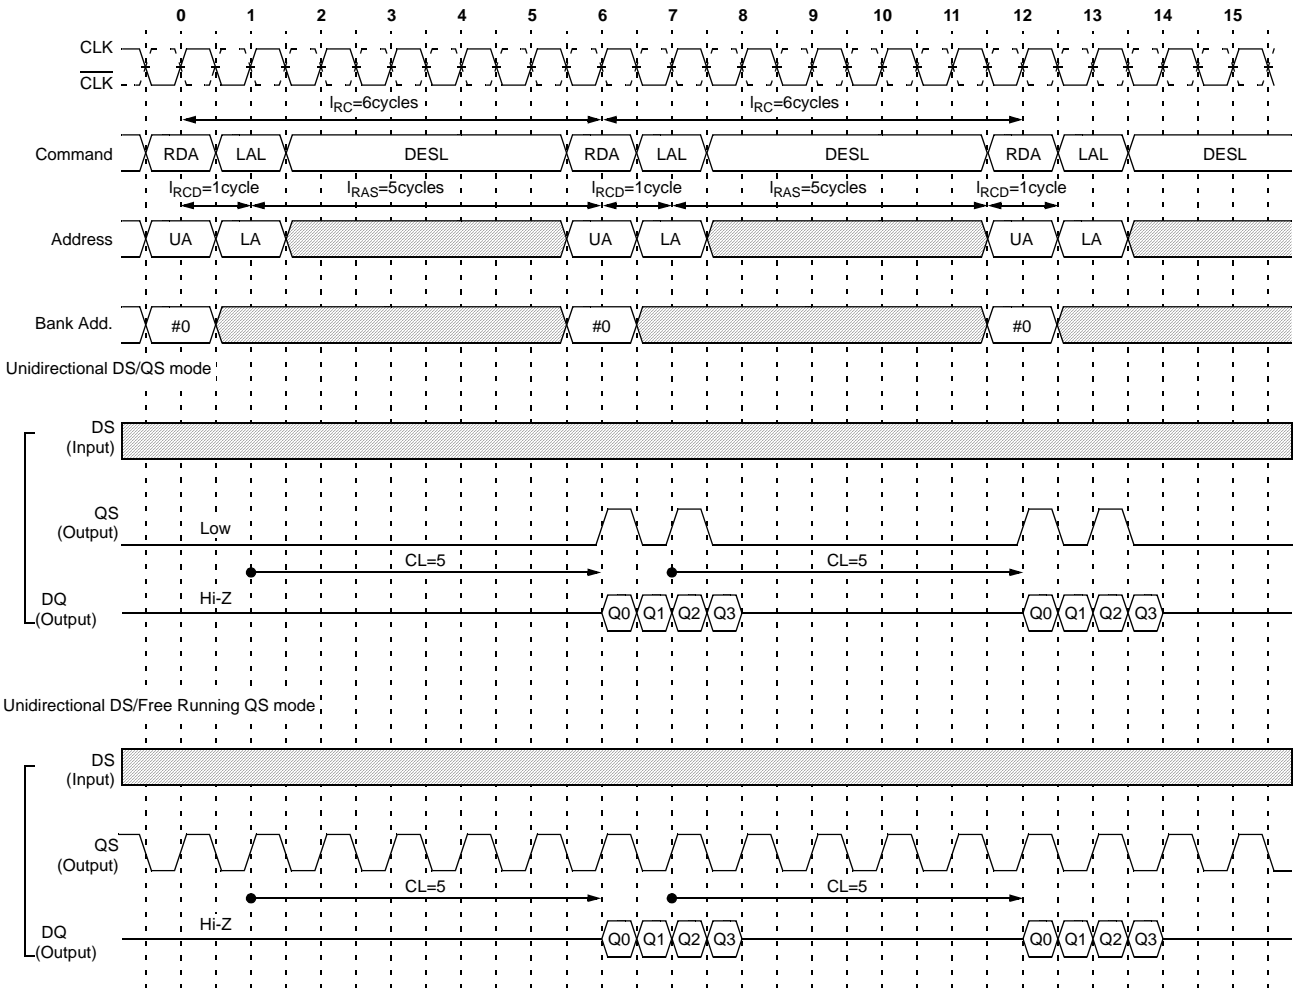 0 1 2 3 4 5 6 7 8 9 10 11 12 13 14 15
CLK
CLK
IRC=6cycles IRC=6cycles
Command RDA LAL DESL RDA LAL DESL RDA LAL DESL
IRCD=1cycle IRAS=5cycles IRCD=1cycle IRAS=5cycles IRCD=1cycle
Address UA LA UA LA UA LA
Bank Add. #0 #0 #0
Unidirectional DS/QS mode
DS
(Input)
QS
(Output) Low
CL=5 CL=5
DQ
(Output) Hi-Z Q0 Q1 Q2 Q3 Q0 Q1 Q2 Q3
Unidirectional DS/Free Running QS mode
DS
(Input)
QS
(Output)
CL=5 CL=5
DQ
(Output) Hi-Z Q0 Q1 Q2 Q3 Q0 Q1 Q2 Q3